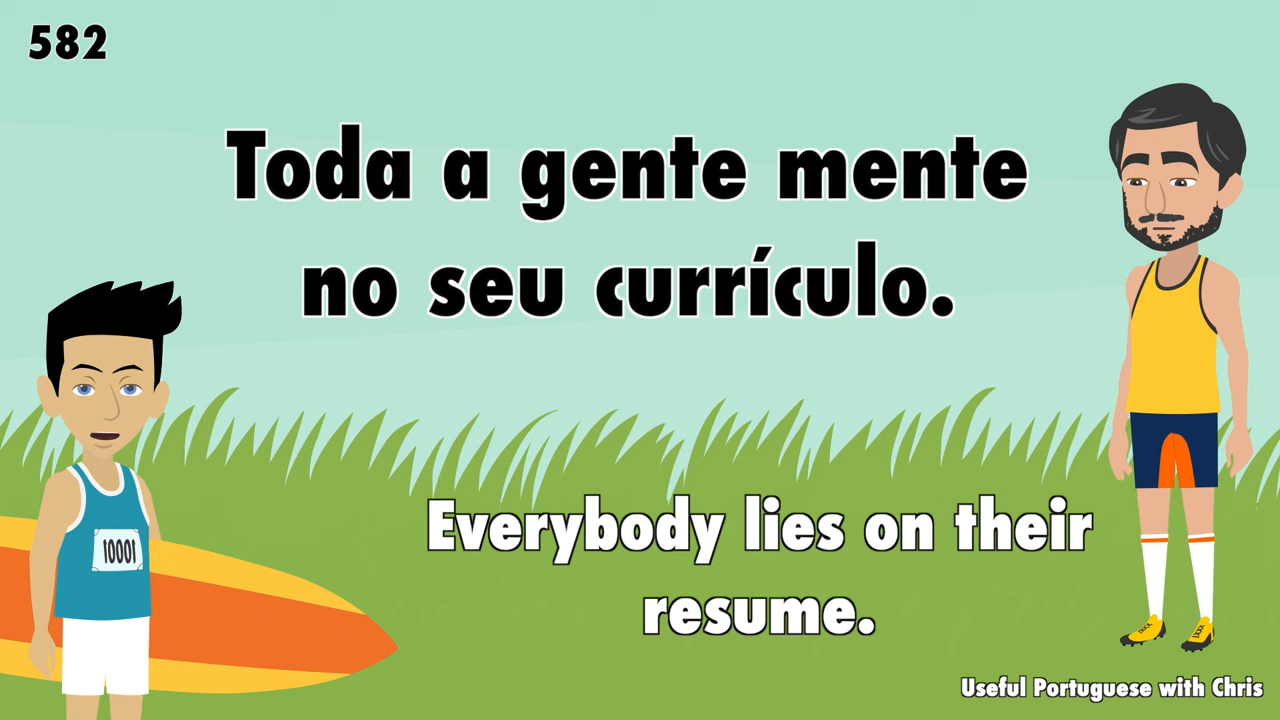 582
Toda a gente mente
no seu currículo.
10001
Everybody lies on their
resume.
Useful Portuguese with Chris